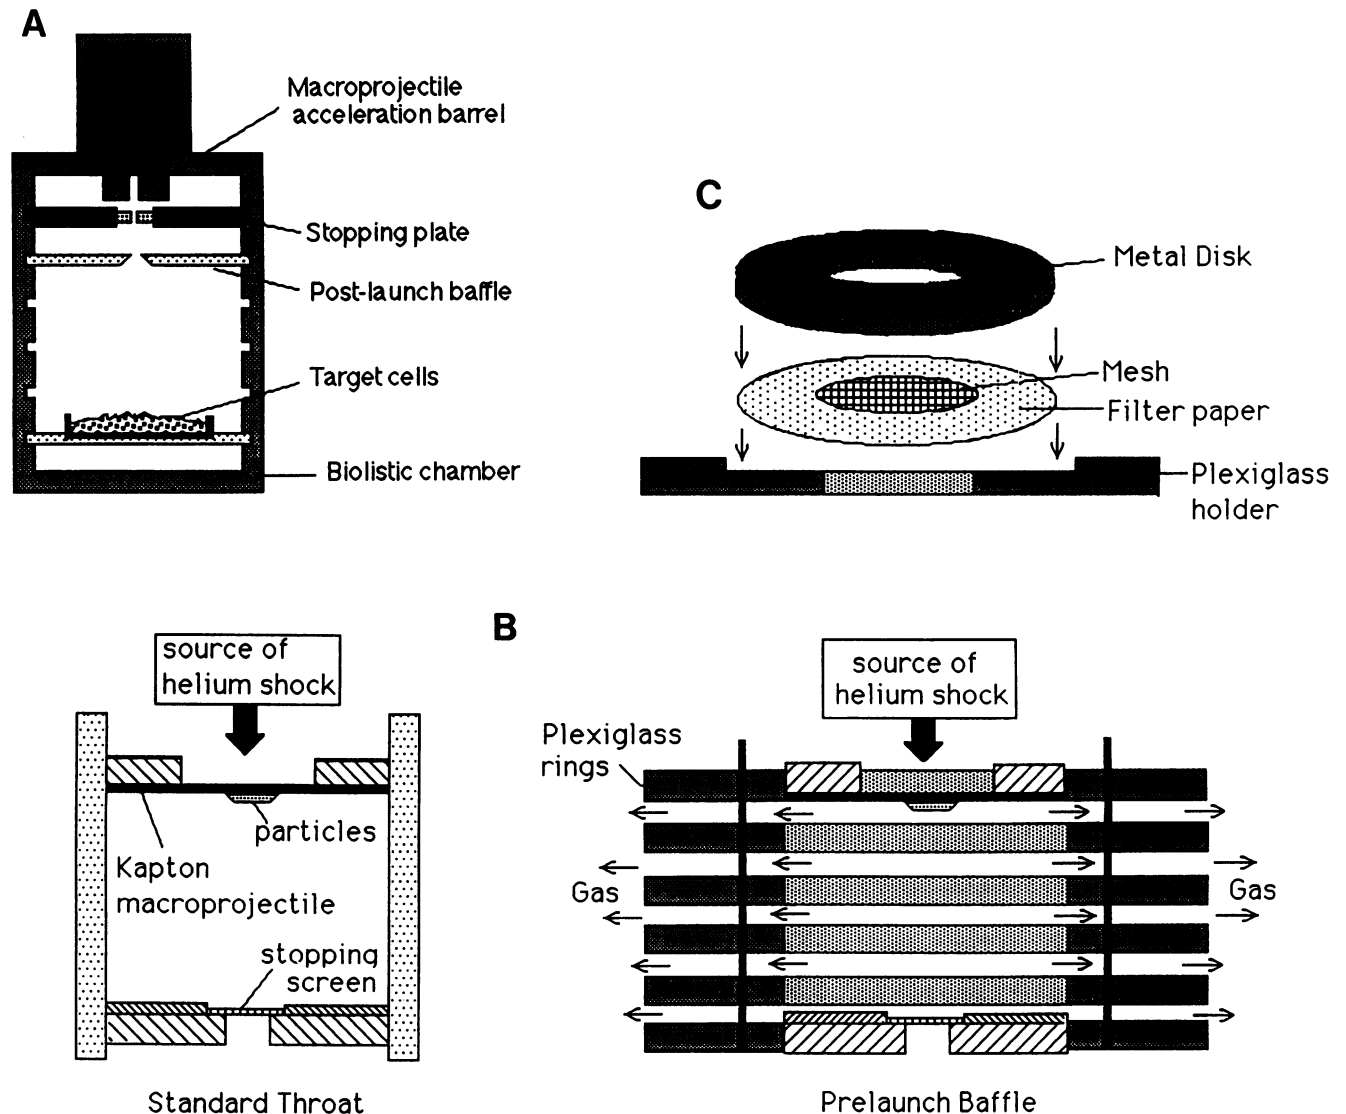 A
Macroprojectile
acceleration barrel
Stopping plate
Post-launch baffle
Target cells
Biolistic chamber
C
Metal Disk
Mesh
Filter paper
Plexiglass
holder
B
source of
helium shock
particles
Kapton
macroprojectile
stopping
screen
Standard Throat
source of
helium shock
Plexiglass
rings
Gas
Gas
Prelaunch Baffle